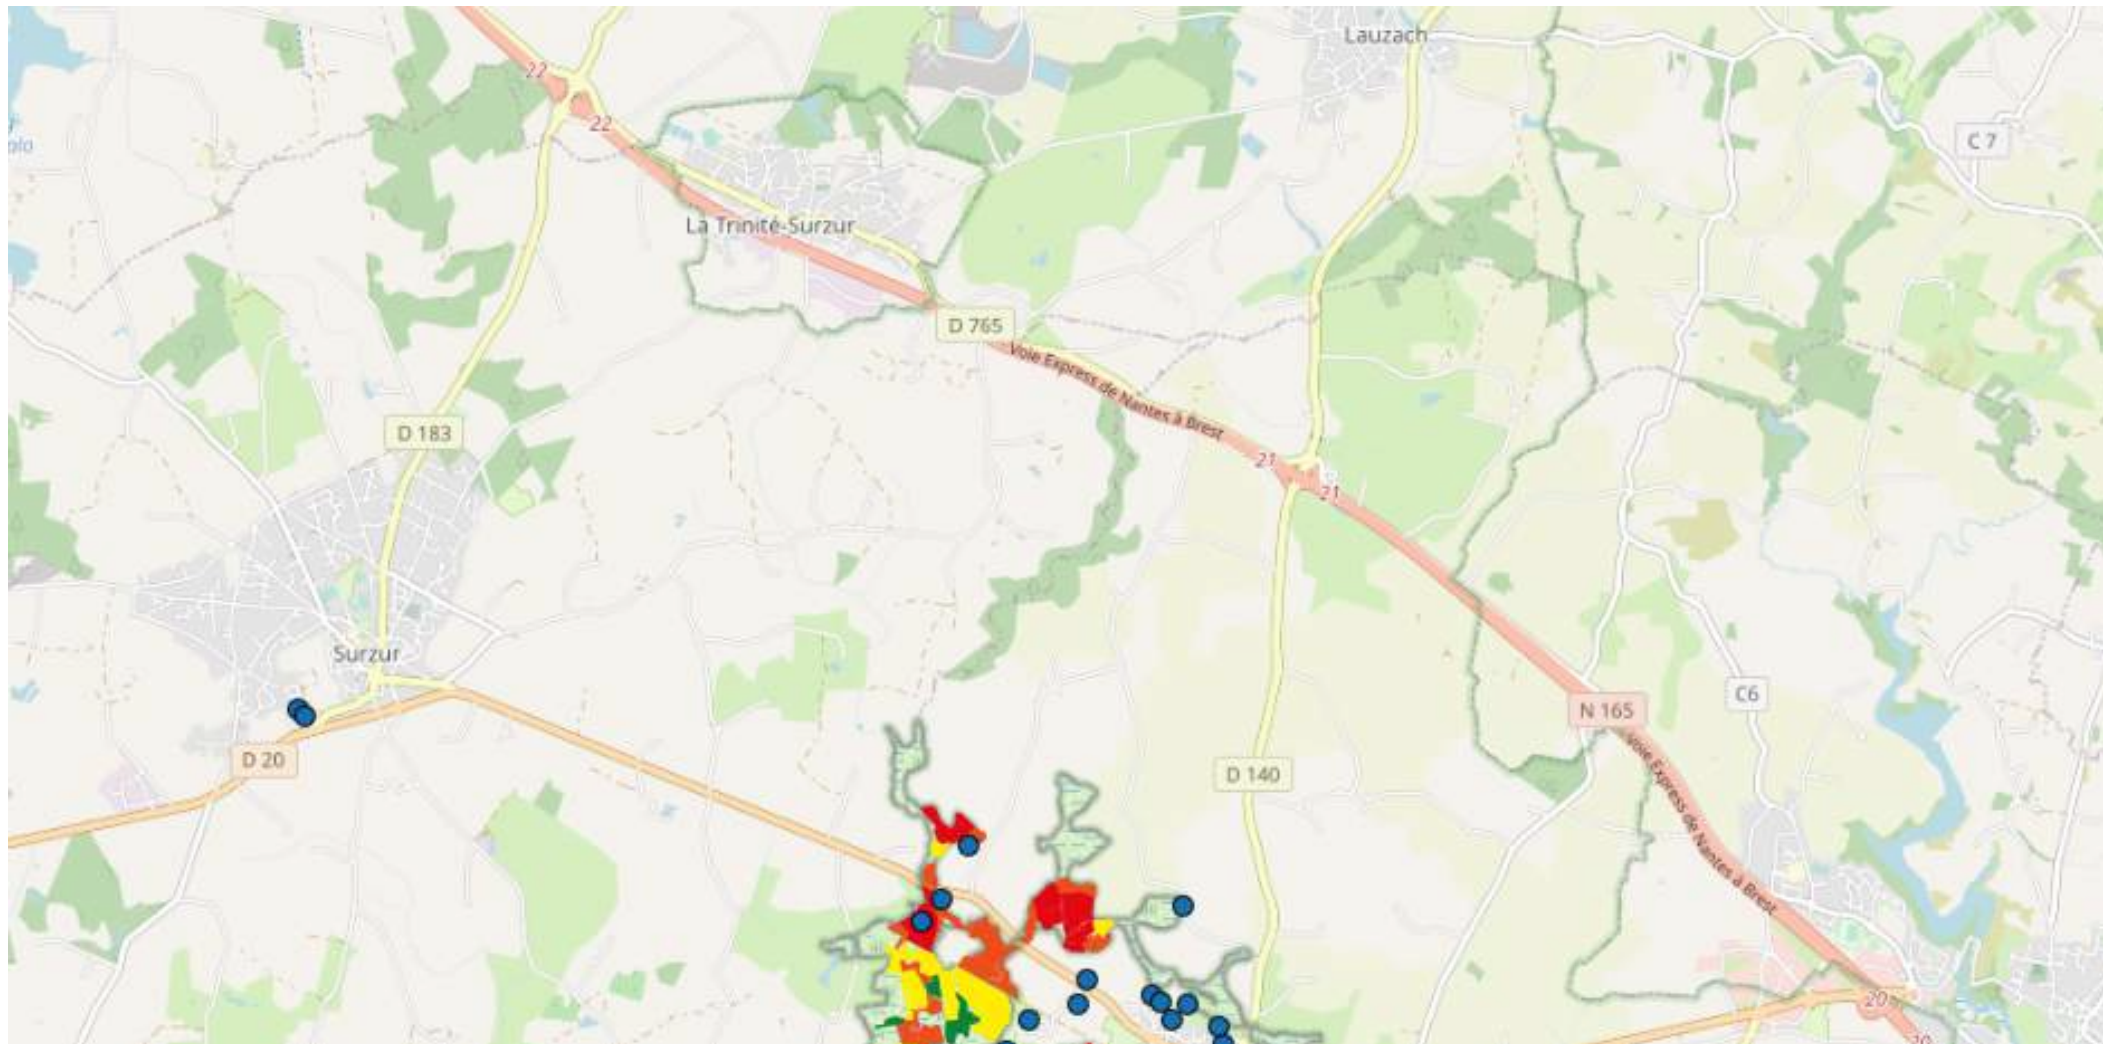 Lauzach
22
22
C 7
La Trinité-Surzur
D 765
Voie Express de Nantes à Brest
D 183
21
21
Surzur
C6
N 165
D 20
D 140
Voie Express de Nantes à Brest
20
20